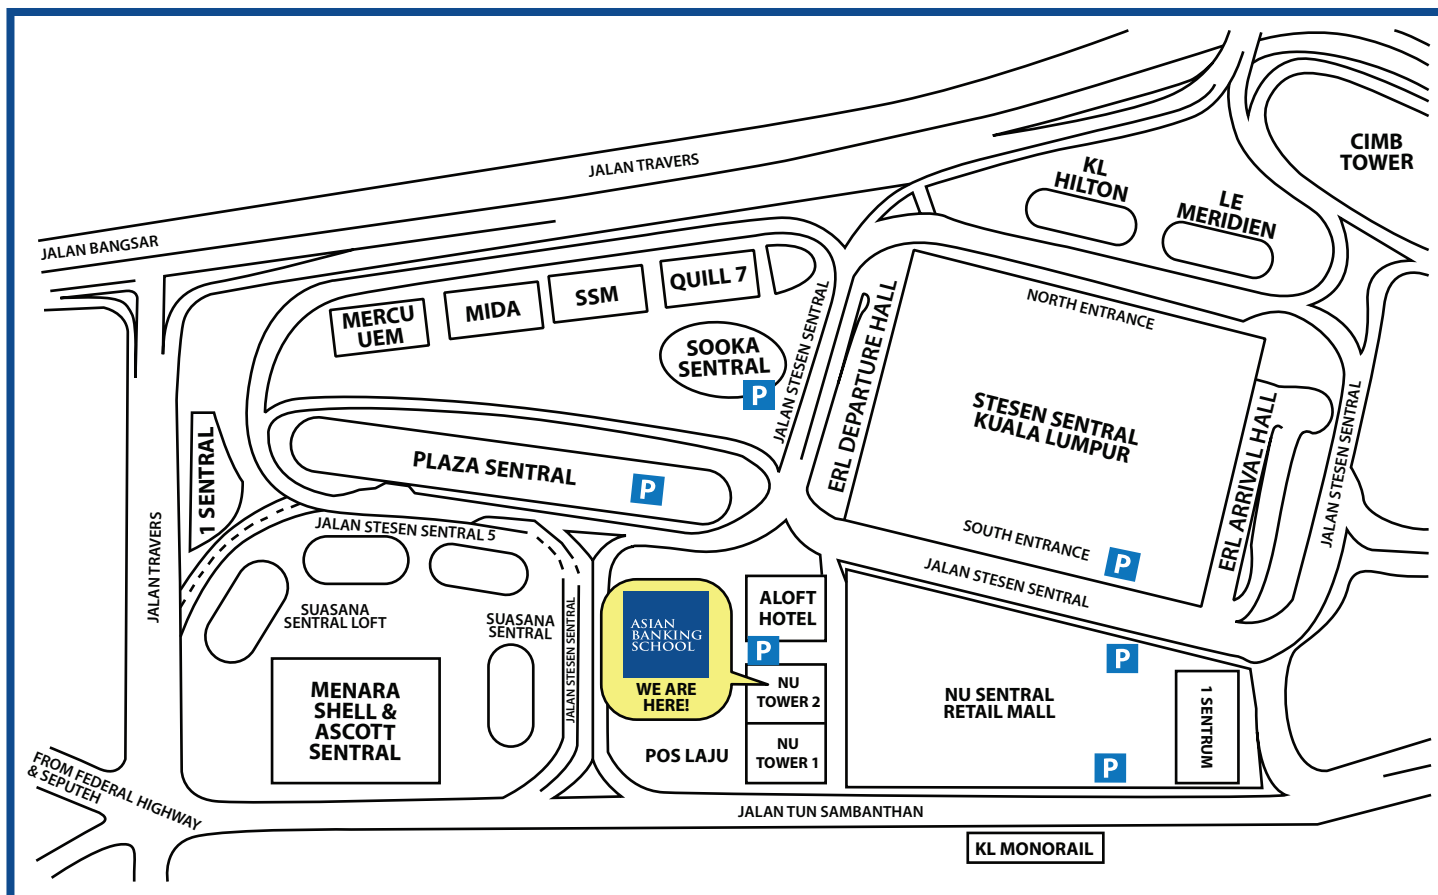 JALAN TRAVERS
CIMB
TOWER
KL
HILTON
LE
MERIDIEN
JALAN BANGSAR
QUILL 7
SSM
MIDA
MERCU
UEM
SOOKA
SENTRAL
P
JALAN STESEN SENTRAL
ERL DEPARTURE HALL
NORTH ENTRANCE
STESEN SENTRAL
KUALA LUMPUR
SOUTH ENTRANCE
P
ERL ARRIVAL HALL
JALAN STESEN SENTRAL
1 SENTRAL
PLAZA SENTRAL
P
JALAN TRAVERS
JALAN STESEN SENTRAL 5
JALAN STESEN SENTRAL
SUASANA
SENTRAL LOFT
SUASANA
SENTRAL
JALAN STESEN SENTRAL
ASIAN
BANKING
SCHOOL
WE ARE
HERE!
ALOFT
HOTEL
P
NU
TOWER 2
NU
TOWER 1
POS LAJU
MENARA
SHELL &
ASCOTT
SENTRAL
NU SENTRAL
RETAIL MALL
P
P
1 SENTRUM
FROM FEDERAL HIGHWAY
& SEPUTEH
JALAN TUN SAMBANTHAN
KL MONORAIL